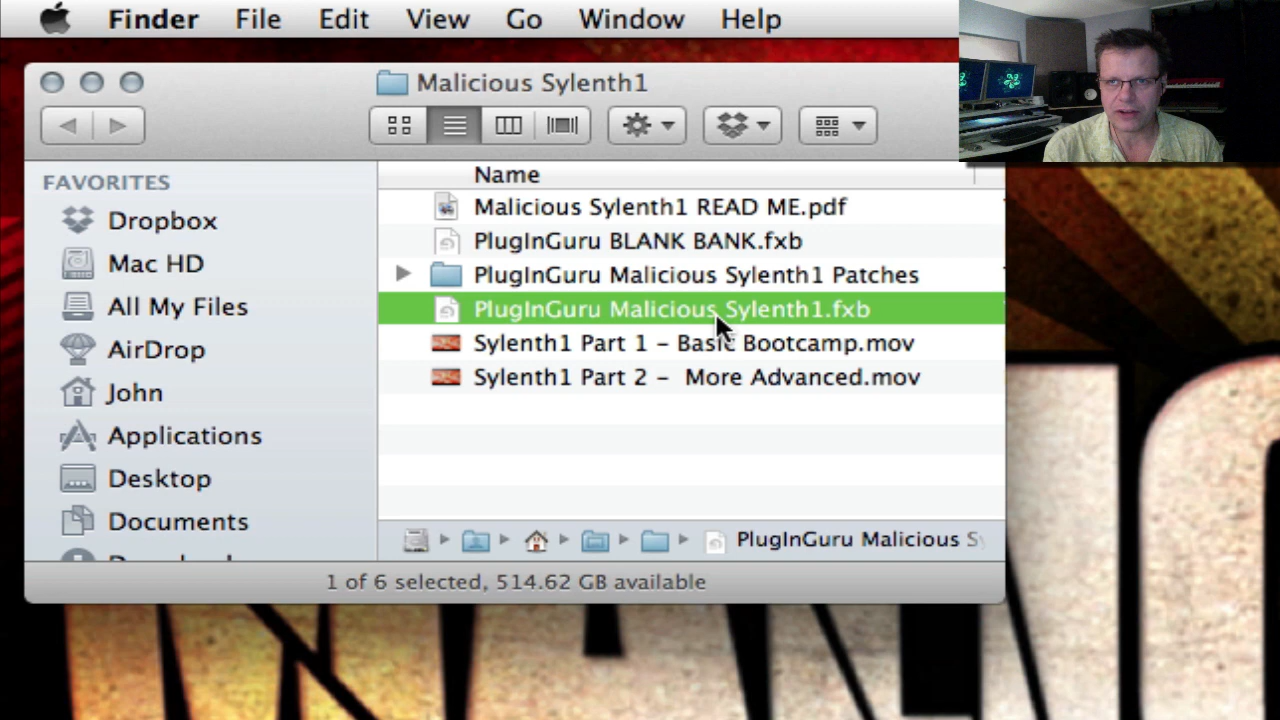 Finder File Edit View Go Window Help
Malicious Sylenth1
FAVORITES
Dropbox
Mac HD
All My Files
AirDrop
John
Applications
Desktop
Documents
Name
Malicious Sylenth1 READ ME.pdf
PlugInGuru BLANK BANK.fxb
PlugInGuru Malicious Sylenth1 Patches
PlugInGuru Malicious Sylenth1.fxb
Sylenth1 Part 1 - Basic Bootcamp.mov
Sylenth1 Part 2 -  More Advanced.mov
PlugInGuru Malicious
1 of 6 selected, 514.62 GB available